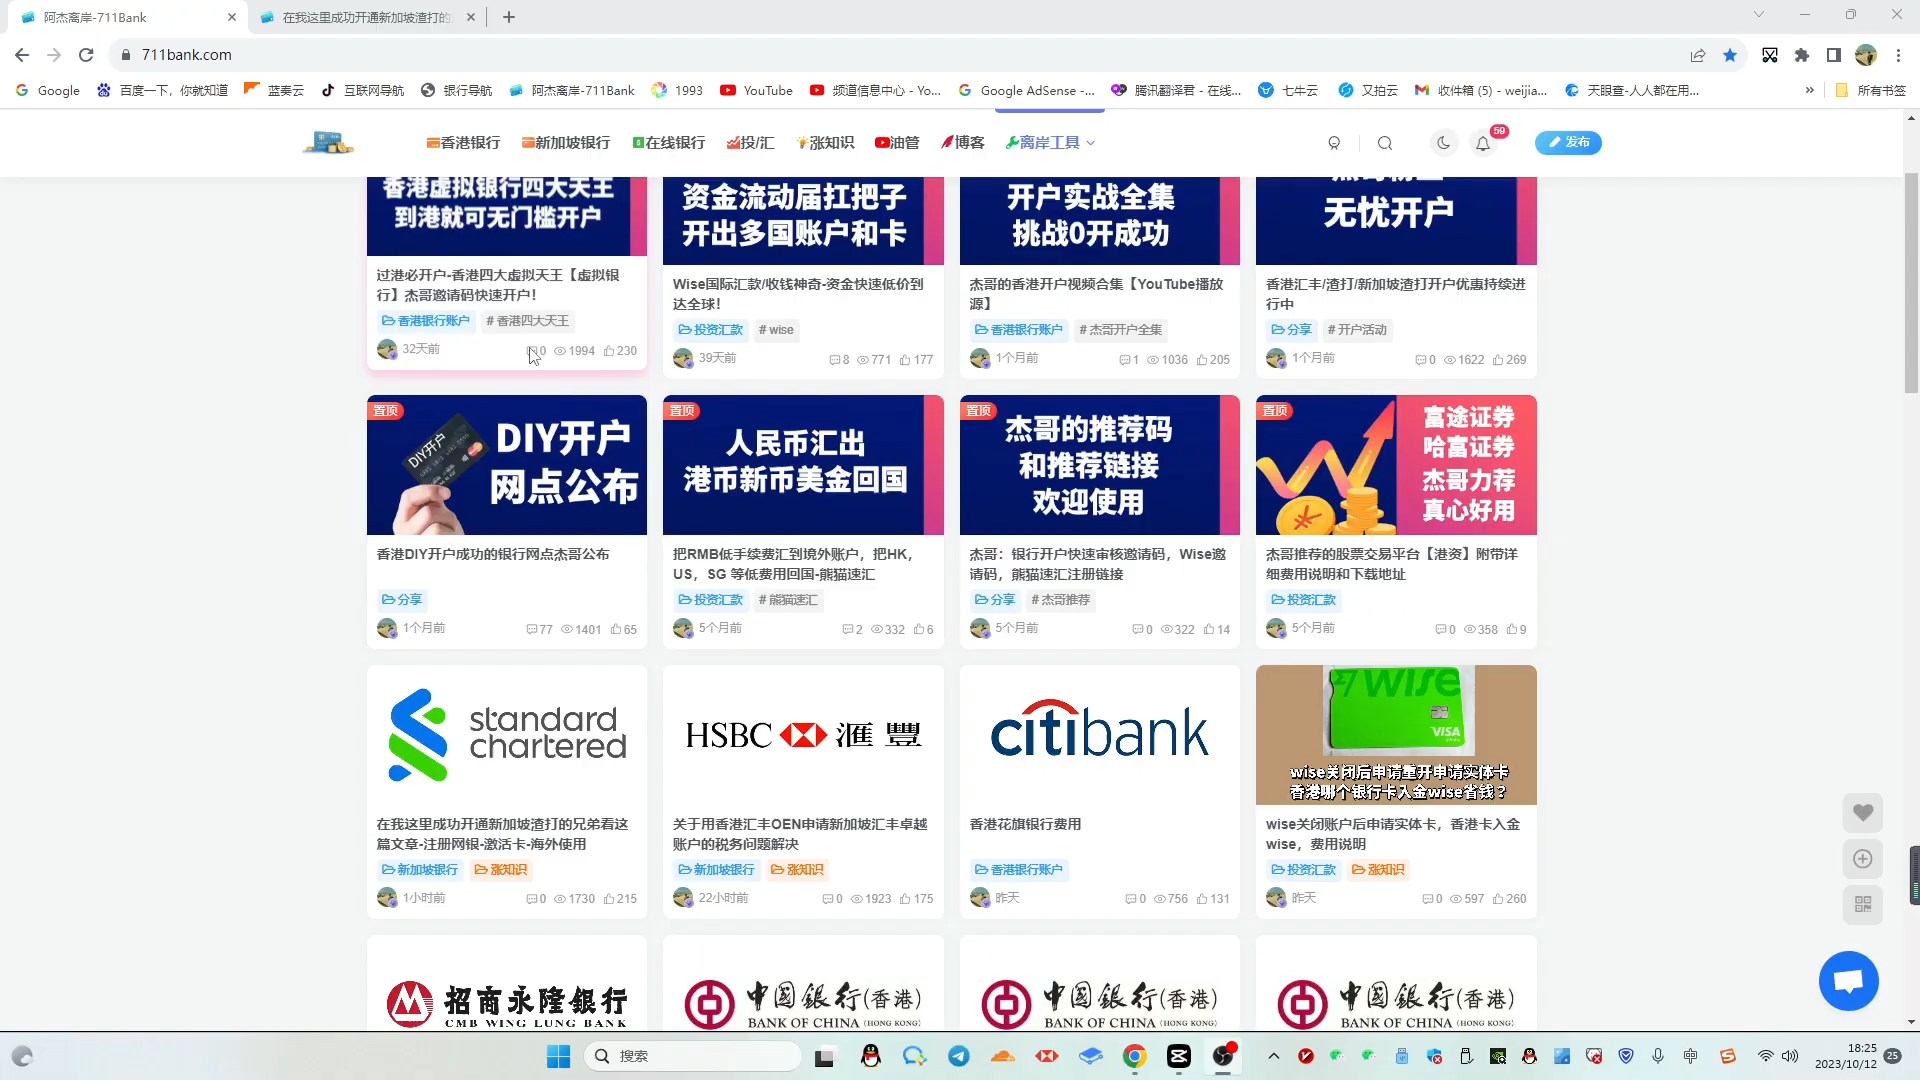 阿杰离岸-711Bank
在我这里成功开通新加坡渣打的
711bank.com
Google
百度一下，你就知道
蓝奏云
互联网导航
银行导航
阿杰离岸-711Bank
1993
YouTube
频道信息中心 - Yo...
Google AdSense -...
腾讯翻译君 - 在线...
七牛云
又拍云
收件箱 (5) - weijia...
天眼查-人人都在用...
»
所有书签
香港银行
新加坡银行
在线银行
投/汇
涨知识
油管
博客
离岸工具
59
发布
香港虚拟银行四大天王
到港就可无门槛开户
过港必开户-香港四大虚拟天王【虚拟银
行】杰哥邀请码快速开户！
香港银行账户
# 香港四大天王
32天前
0 1994 230
资金流动届扛把子
开出多国账户和卡
Wise国际汇款/收钱神奇-资金快速低价到
达全球！
投资汇款
# wise
39天前
8 771 177
开户实战全集
挑战0开成功
杰哥的香港开户视频合集【YouTube播放
源】
香港银行账户
# 杰哥开户全集
1个月前
1 1036 205
无忧开户
香港汇丰/渣打/新加坡渣打开户优惠持续进
行中
分享
# 开户活动
1个月前
0 1622 269
置顶
DIY开户
DIY开户
网点公布
香港DIY开户成功的银行网点杰哥公布
分享
1个月前
77 1401 65
置顶
人民币汇出
港币新币美金回国
把RMB低手续费汇到境外账户，把HK，
US，SG 等低费用回国-熊猫速汇
投资汇款
# 熊猫速汇
5个月前
2 332 6
置顶
杰哥的推荐码
和推荐链接
欢迎使用
杰哥：银行开户快速审核邀请码，Wise邀
请码，熊猫速汇注册链接
分享
# 杰哥推荐
5个月前
0 322 14
置顶
富途证券
哈富证券
杰哥力荐
真心好用
杰哥推荐的股票交易平台【港资】附带详
细费用说明和下载地址
投资汇款
5个月前
0 358 9
standard
chartered
在我这里成功开通新加坡渣打的兄弟看这
篇文章-注册网银-激活卡-海外使用
新加坡银行
涨知识
1小时前
0 1730 215
HSBC 滙豐
关于用香港汇丰OEN申请新加坡汇丰卓越
账户的税务问题解决
新加坡银行
涨知识
22小时前
0 1923 175
citibank
香港花旗银行费用
香港银行账户
昨天
0 756 131
wise
VISA
wise关闭后申请重开申请实体卡
香港哪个银行卡入金wise省钱？
wise关闭账户后申请实体卡，香港卡入金
wise，费用说明
投资汇款
涨知识
昨天
0 597 260
招商永隆銀行
CMB WING LUNG BANK
中國銀行(香港)
BANK OF CHINA (HONG KONG)
中國銀行(香港)
BANK OF CHINA (HONG KONG)
中國銀行(香港)
BANK OF CHINA (HONG KONG)
搜索
中
18:25
2023/10/12
25